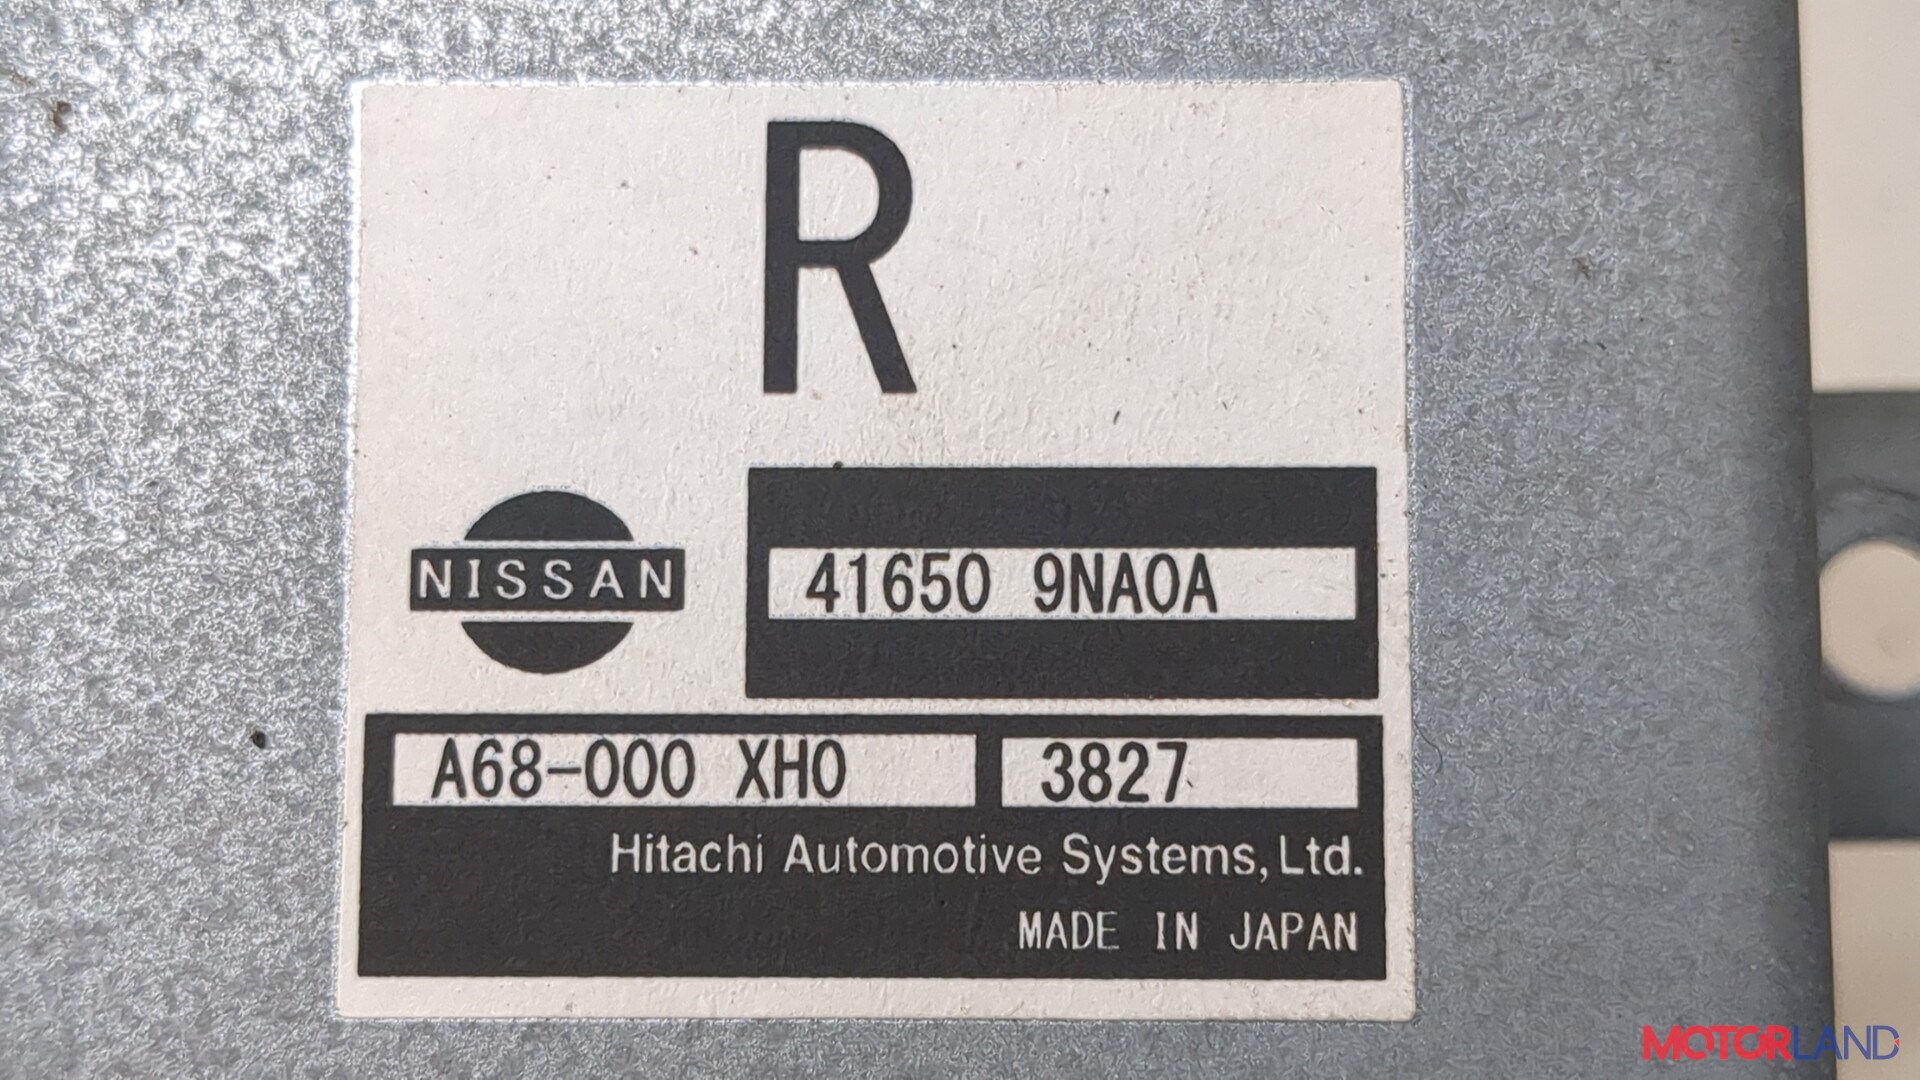 R
NISSAN
41650 9NA0A
A68-000 XH0
3827
Hitachi Automotive Systems, Ltd.
MADE IN JAPAN
MOTORLAND